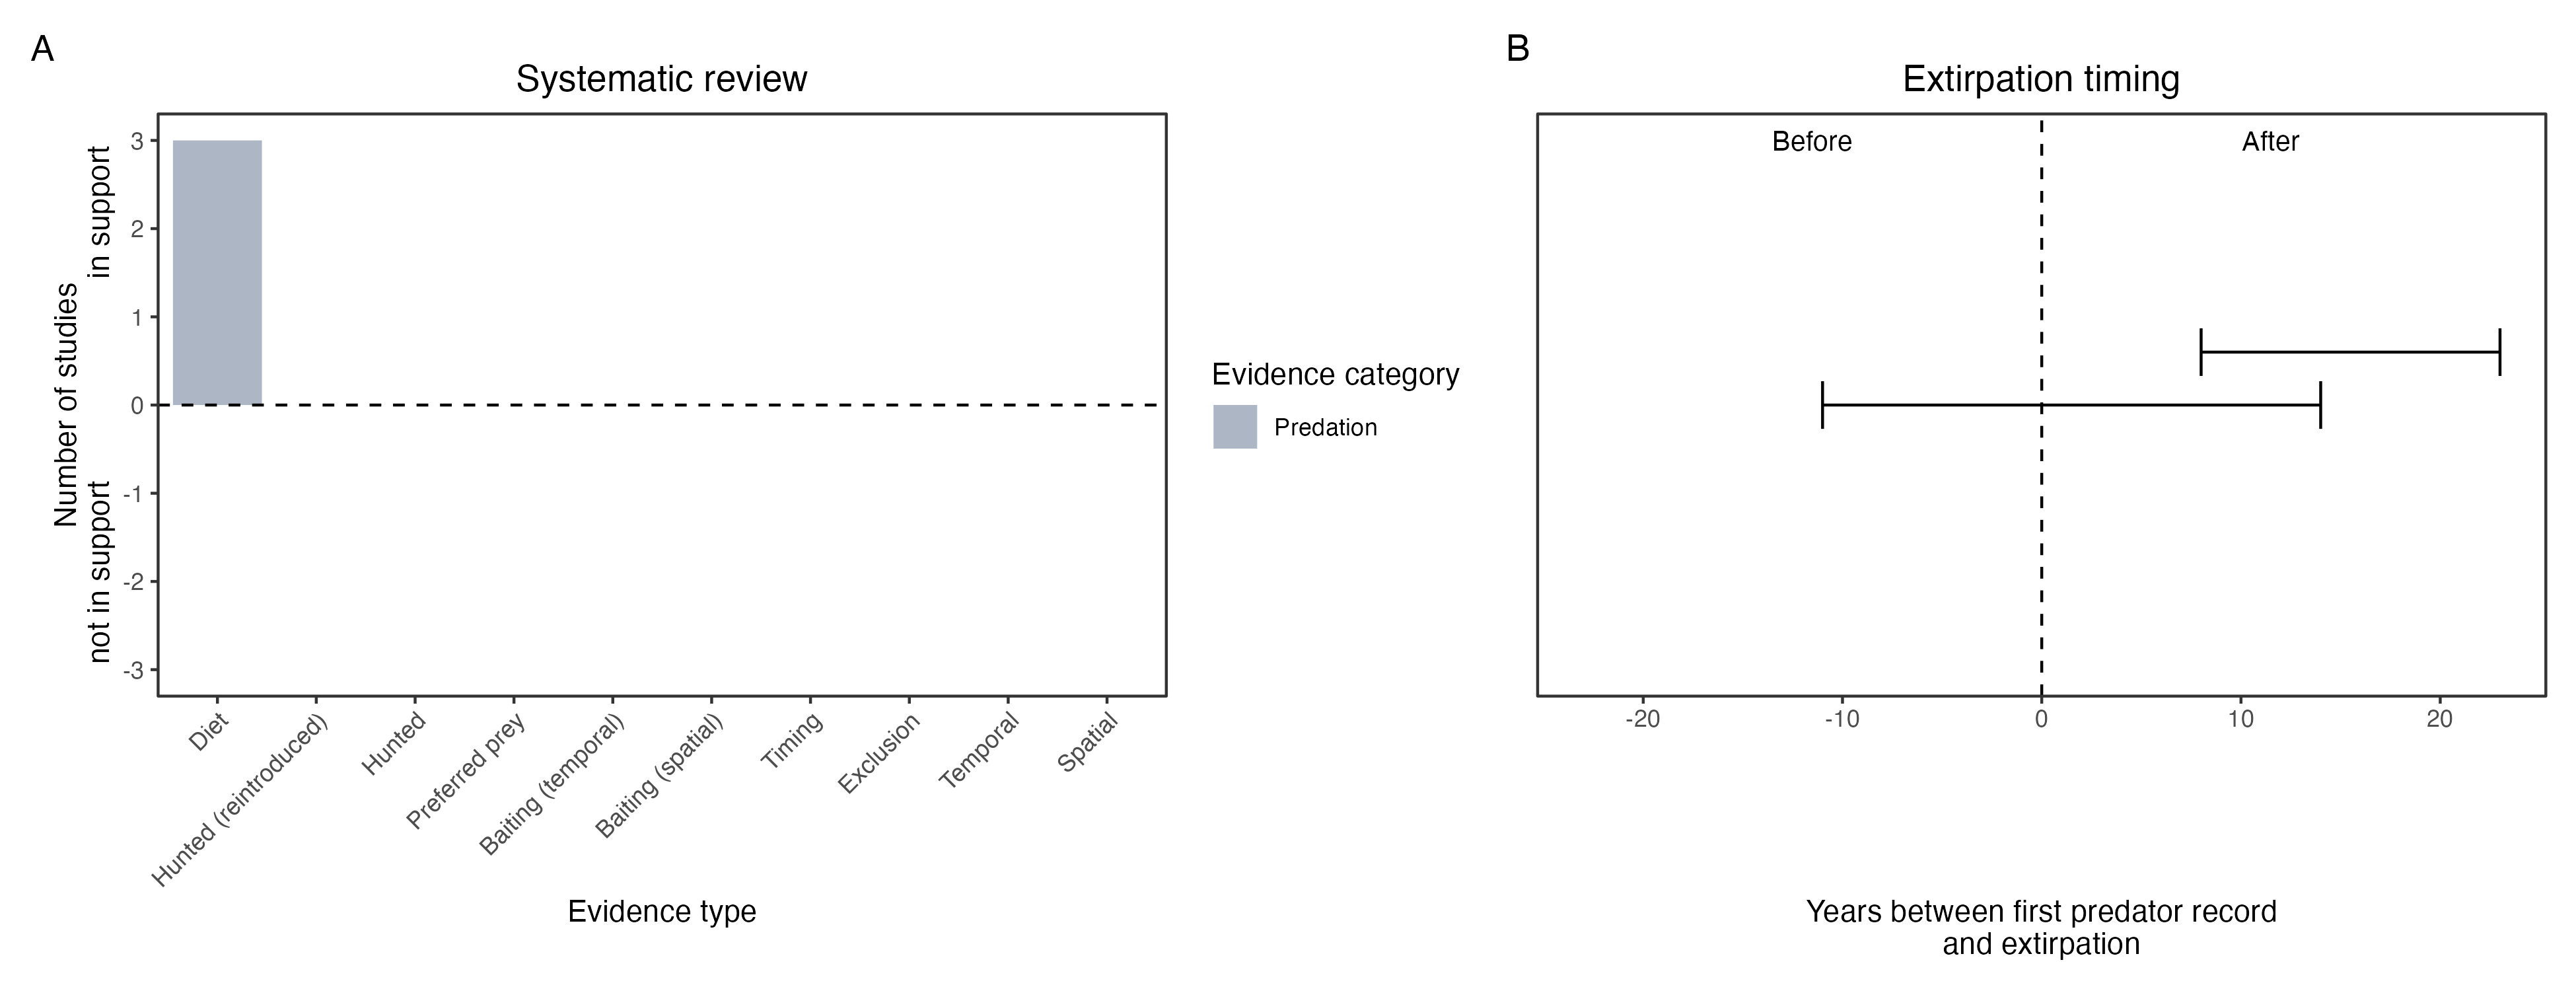 A
Systematic review
Number of studies
in support
not in support
3
2
1
0
-1
-2
-3
Diet
Hunted (reintroduced)
Hunted
Preferred prey
Baiting (temporal)
Baiting (spatial)
Timing
Exclusion
Temporal
Spatial
Evidence type
Evidence category
Predation
B
Extirpation timing
Before
After
-20
-10
0
10
20
Years between first predator record
and extirpation